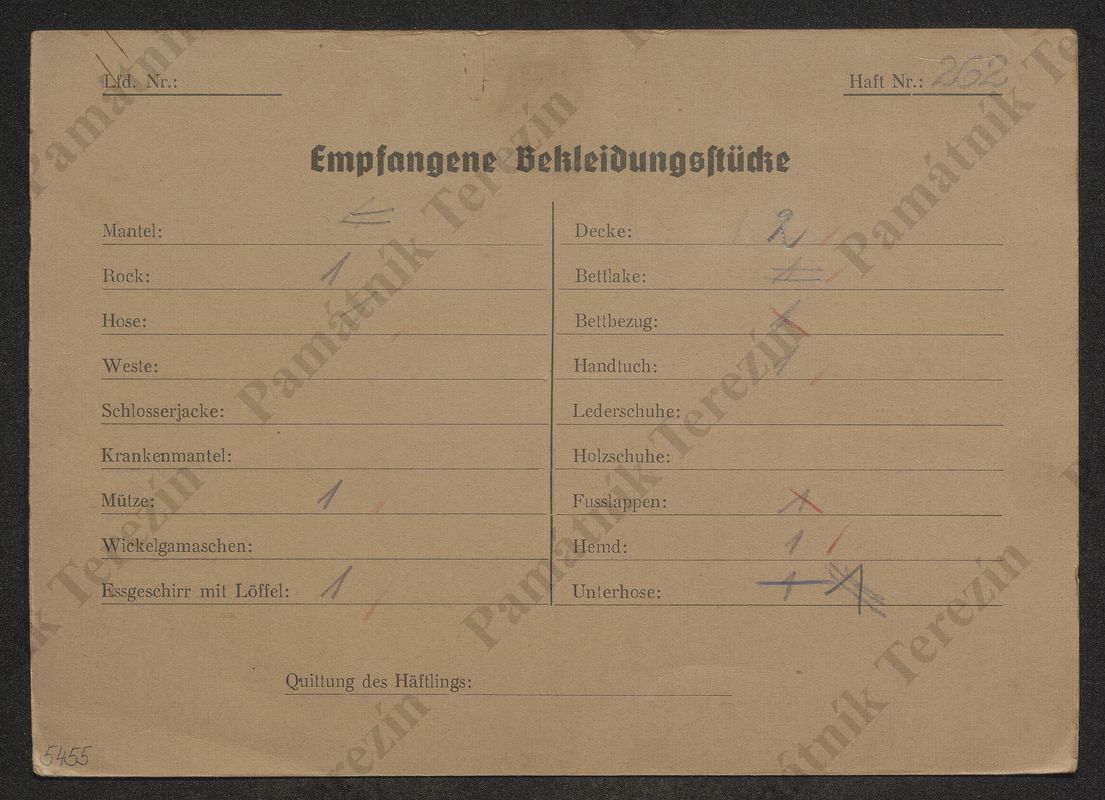 Lfd. Nr.:
Haft Nr.: 262
Empfangene Bekleidungsstücke
Mantel:
Rock: 1
Hose:
Weste:
Schlosserjacke:
Krankenmantel:
Mütze: 1
Wickelgamaschen:
Essgeschirr mit Löffel: 1
Decke: 2
Bettlake:
Bettbezug: 1
Handtuch: 1
Lederschuhe:
Holzschuhe:
Fusslappen: 1
Hemd: 1
Unterhose: 1
Quittung des Häftlings:
5455
Památník Terezín